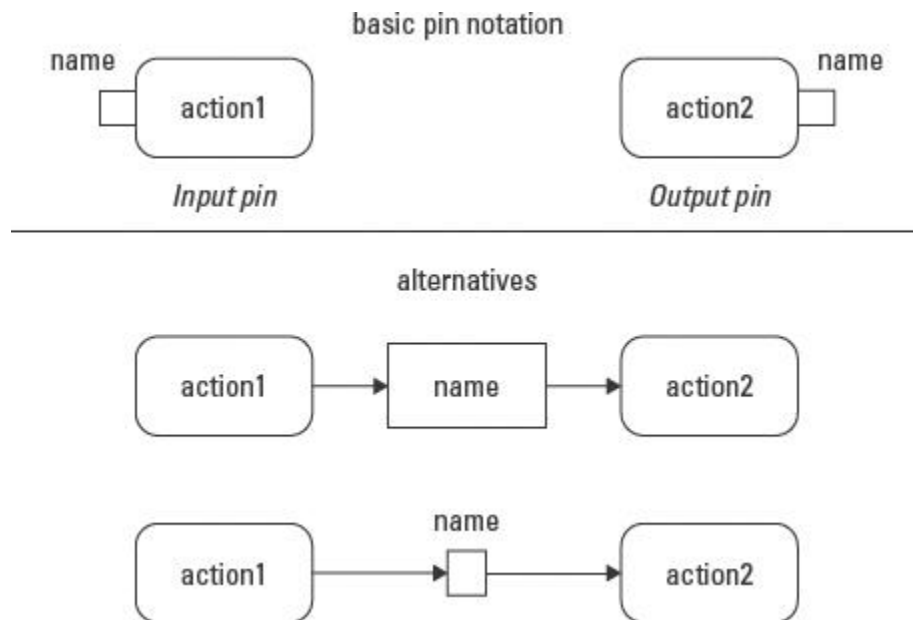 basic pin notation
name
name
action1
action2
Input pin
Output pin
alternatives
action1
name
action2
name
action1
action2